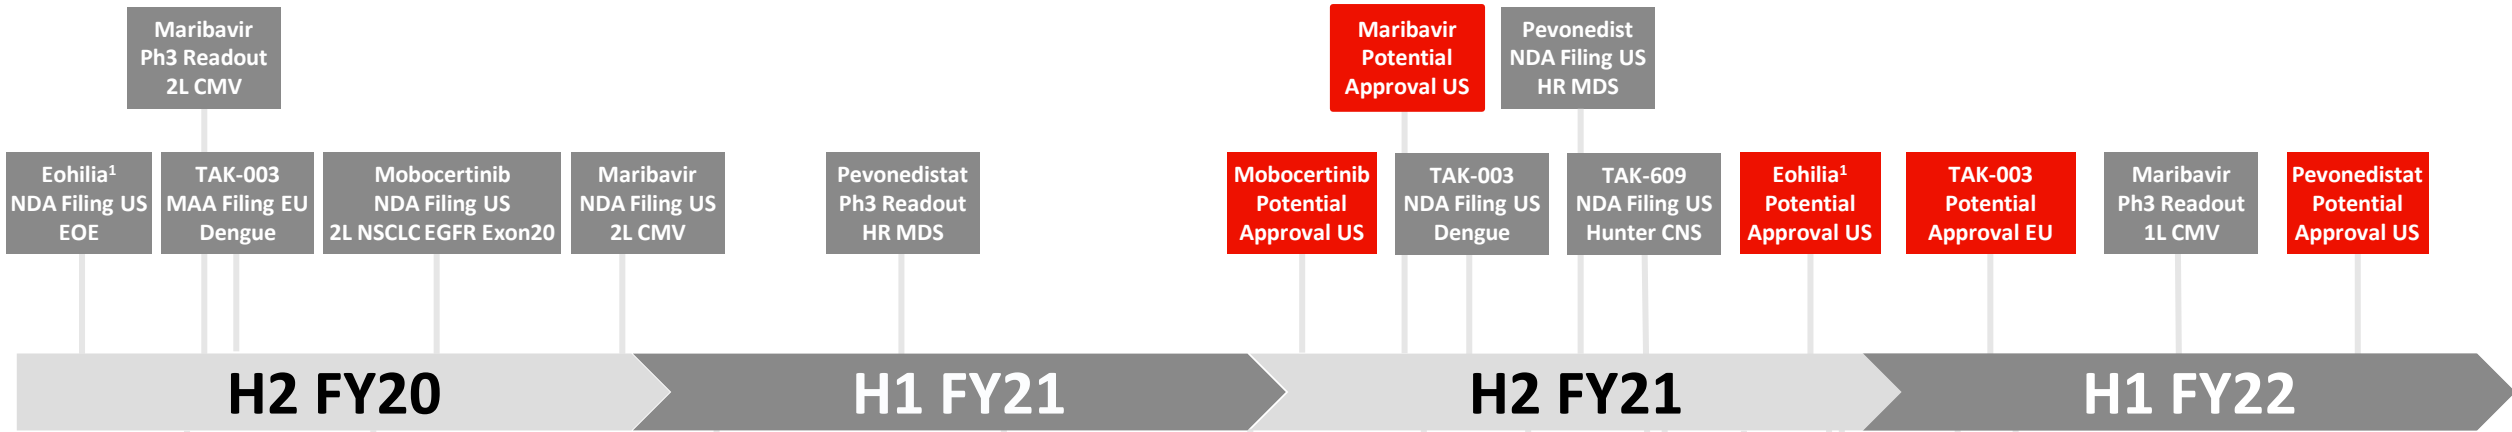 Maribavir
Ph3 Readout
2L CMV
Maribavir
Potential
Approval US
Pevonedist
NDA Filing US
HR MDS
Eohilia¹
NDA Filing US
EOE
TAK-003
MAA Filing EU
Dengue
Mobocertinib
NDA Filing US
2L NSCLC EGFR Exon20
Maribavir
NDA Filing US
2L CMV
Pevonedistat
Ph3 Readout
HR MDS
Mobocertinib
Potential
Approval US
TAK-003
NDA Filing US
Dengue
TAK-609
NDA Filing US
Hunter CNS
Eohilia¹
Potential
Approval US
TAK-003
Potential
Approval EU
Maribavir
Ph3 Readout
1L CMV
Pevonedistat
Potential
Approval US
H2 FY20
H1 FY21
H2 FY21
H1 FY22